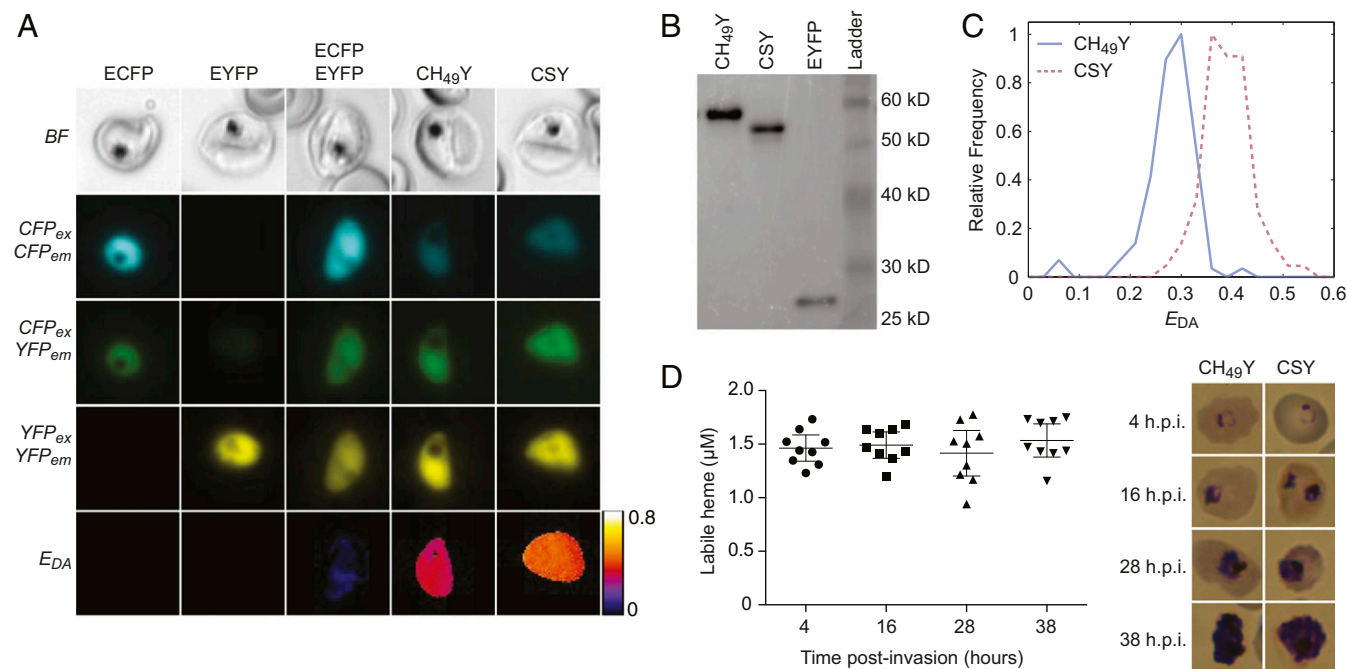 A
ECFP
EYFP
ECFP
EYFP
CH49Y
CSY
BF
CFPex
CFPem
CFPex
YFPem
YFPex
YFPem
EDA
0.8
0
B
CH49Y
CSY
EYFP
Ladder
60 kD
50 kD
40 kD
30 kD
25 kD
C
CH49Y
CSY
Relative Frequency
1
0.8
0.6
0.4
0.2
0
0
0.1
0.2
0.3
0.4
0.5
0.6
EDA
D
Labile heme (µM)
2.0
1.5
1.0
0.5
0
4
16
28
38
Time post-invasion (hours)
CH49Y
CSY
4 h.p.i.
16 h.p.i.
28 h.p.i.
38 h.p.i.